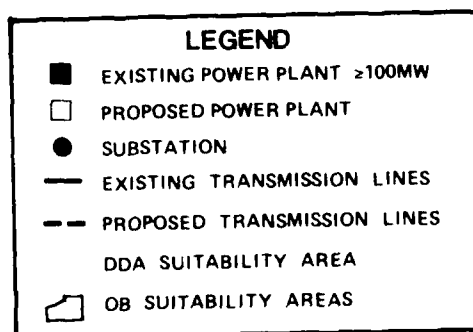 LEGEND
EXISTING POWER PLANT ≥100MW
PROPOSED POWER PLANT
SUBSTATION
EXISTING TRANSMISSION LINES
PROPOSED TRANSMISSION LINES
DDA SUITABILITY AREA
OB SUITABILITY AREAS